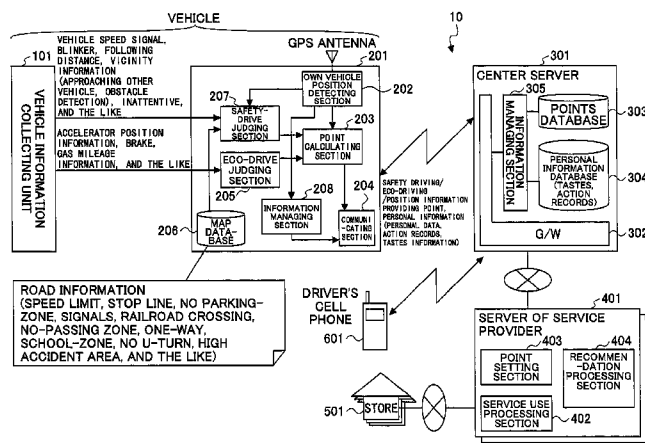 VEHICLE
10
101
VEHICLE INFORMATION
COLLECTING UNIT
VEHICLE SPEED SIGNAL,
BLINKER, FOLLOWING
DISTANCE, VICINITY
INFORMATION
(APPROACHING OTHER
VEHICLE, OBSTACLE
DETECTION), INATTENTIVE,
AND THE LIKE
ACCELERATOR POSITION
INFORMATION, BRAKE,
GAS MILEAGE
INFORMATION, AND THE LIKE
GPS ANTENNA
201
OWN VEHICLE
POSITION
DETECTING
SECTION
202
207
SAFETY-
DRIVE
JUDGING
SECTION
203
POINT
CALCULATING
SECTION
ECO-DRIVE
JUDGING
SECTION
205
208
INFORMATION
MANAGING
SECTION
204
COMMUNI-
CATING
SECTION
206
MAP
DATA-
BASE
SAFETY DRIVING/
ECO-DRIVING
/POSITION INFORMATION
PROVIDING POINT,
PERSONAL INFORMATION
(PERSONAL DATA,
ACTION RECORDS,
TASTES INFORMATION)
301
CENTER SERVER
305
INFORMATION
MANAGING SECTION
POINTS
DATABASE
303
PERSONAL
INFORMATION
DATABASE
(TASTES,
ACTION
RECORDS)
304
G/W
302
ROAD INFORMATION
(SPEED LIMIT, STOP LINE, NO PARKING-
ZONE, SIGNALS, RAILROAD CROSSING,
NO-PASSING ZONE, ONE-WAY,
SCHOOL-ZONE, NO U-TURN, HIGH
ACCIDENT AREA, AND THE LIKE)
DRIVER'S
CELL
PHONE
601
401
SERVER OF SERVICE
PROVIDER
403
404
POINT
SETTING
SECTION
RECOMMEN
-DATION
PROCESSING
SECTION
SERVICE USE
PROCESSING
SECTION
402
501
STORE